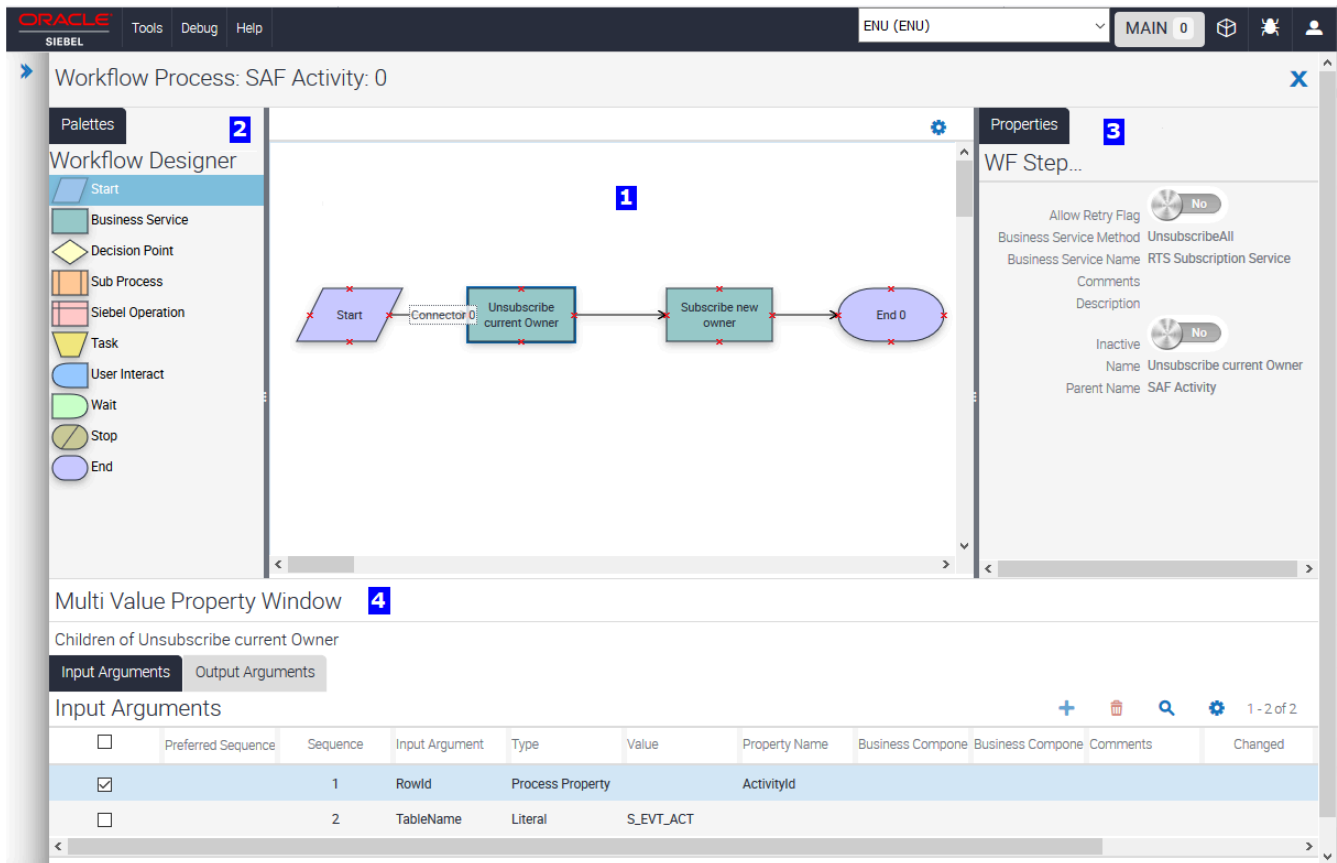 ORACLE
SIEBEL
Tools Debug Help
ENU (ENU)
MAIN 0
Workflow Process: SAF Activity: 0
X
Palettes
2
Workflow Designer
Start
Business Service
Decision Point
Sub Process
Siebel Operation
Task
User Interact
Wait
Stop
End
1
Start
Connector 0
Unsubscribe
current Owner
Subscribe new
owner
End 0
Properties
3
WF Step...
Allow Retry Flag No
Business Service Method UnsubscribeAll
Business Service Name RTS Subscription Service
Comments
Description
Inactive No
Name Unsubscribe current Owner
Parent Name SAF Activity
Multi Value Property Window 4
Children of Unsubscribe current Owner
Input Arguments Output Arguments
Input Arguments
1 - 2 of 2
Preferred Sequence Sequence Input Argument Type Value Property Name Business Compone Business Compone Comments Changed
1 RowId Process Property ActivityId
2 TableName Literal S_EVT_ACT